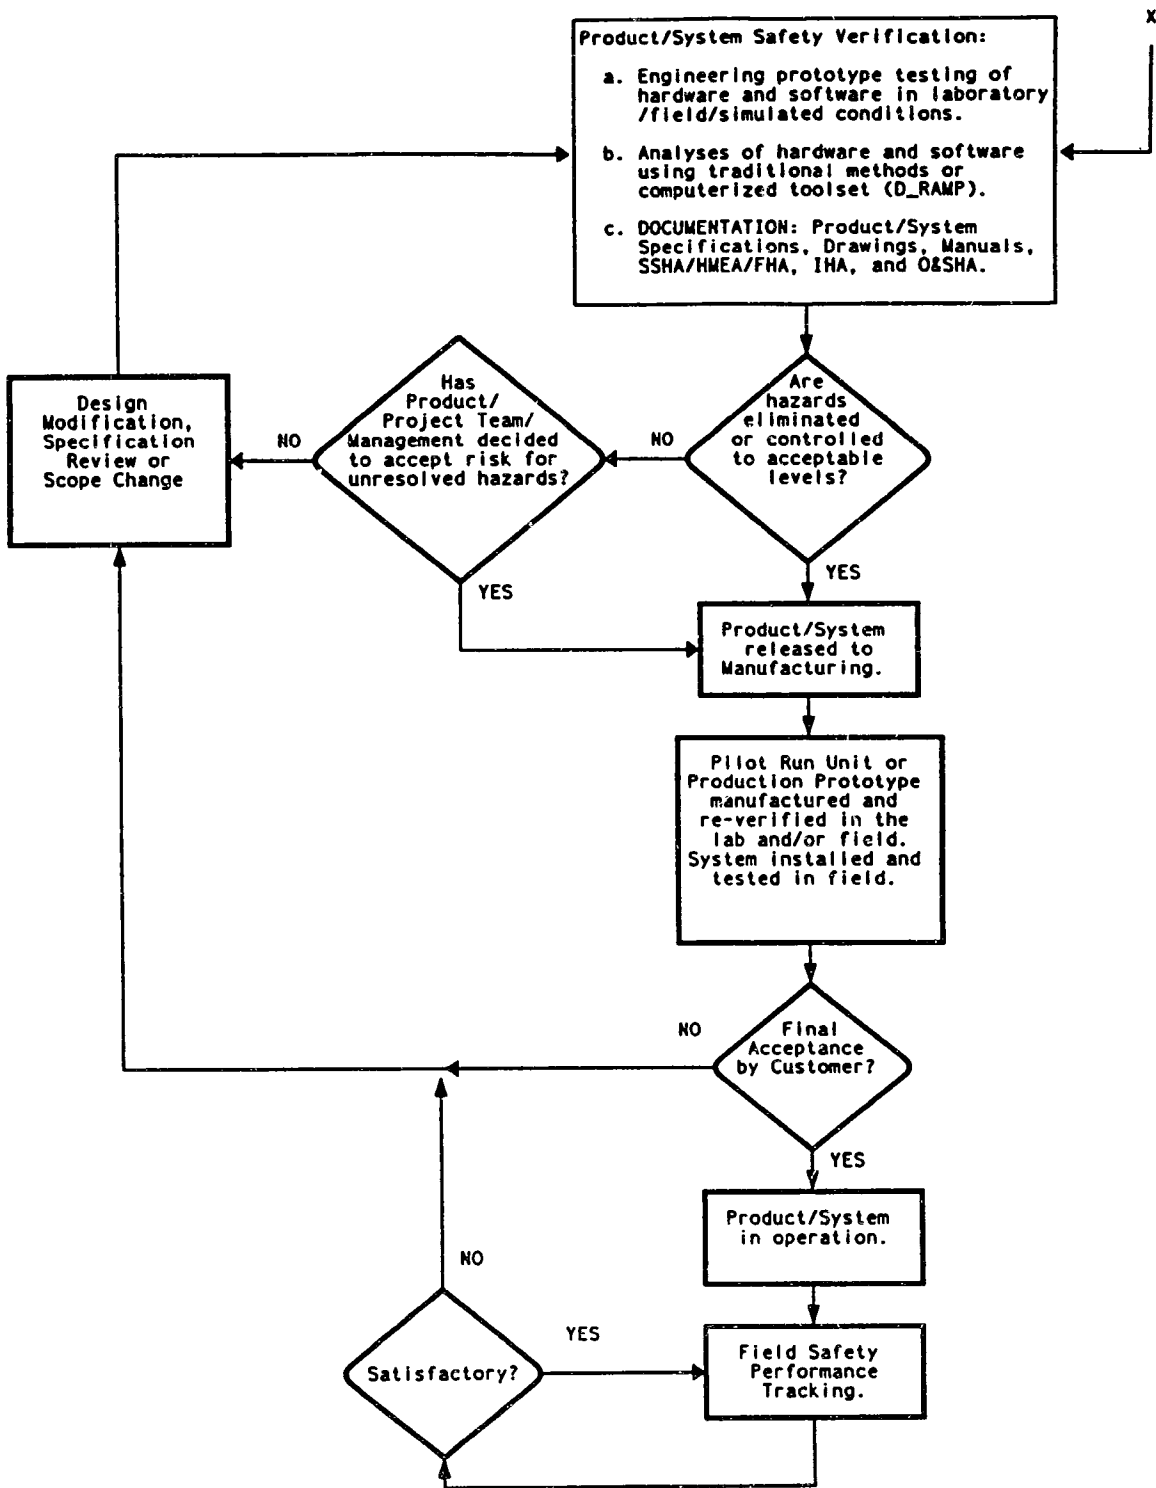 X
Product/System Safety Verification:
a. Engineering prototype testing of
hardware and software in laboratory
/field/simulated conditions.
b. Analyses of hardware and software
using traditional methods or
computerized toolset (D_RAMP).
c. DOCUMENTATION: Product/System
Specifications, Drawings, Manuals,
SSHA/HMEA/FHA, IHA, and O&SHA.
Design
Modification,
Specification
Review or
Scope Change
NO
Has
Product/
Project Team/
Management decided
to accept risk for
unresolved hazards?
NO
Are
hazards
eliminated
or controlled
to acceptable
levels?
YES
YES
Product/System
released to
Manufacturing.
Pilot Run Unit or
Production Prototype
manufactured and
re-verified in the
lab and/or field.
System installed and
tested in field.
NO
Final
Acceptance
by Customer?
YES
Product/System
in operation.
NO
YES
Satisfactory?
Field Safety
Performance
Tracking.